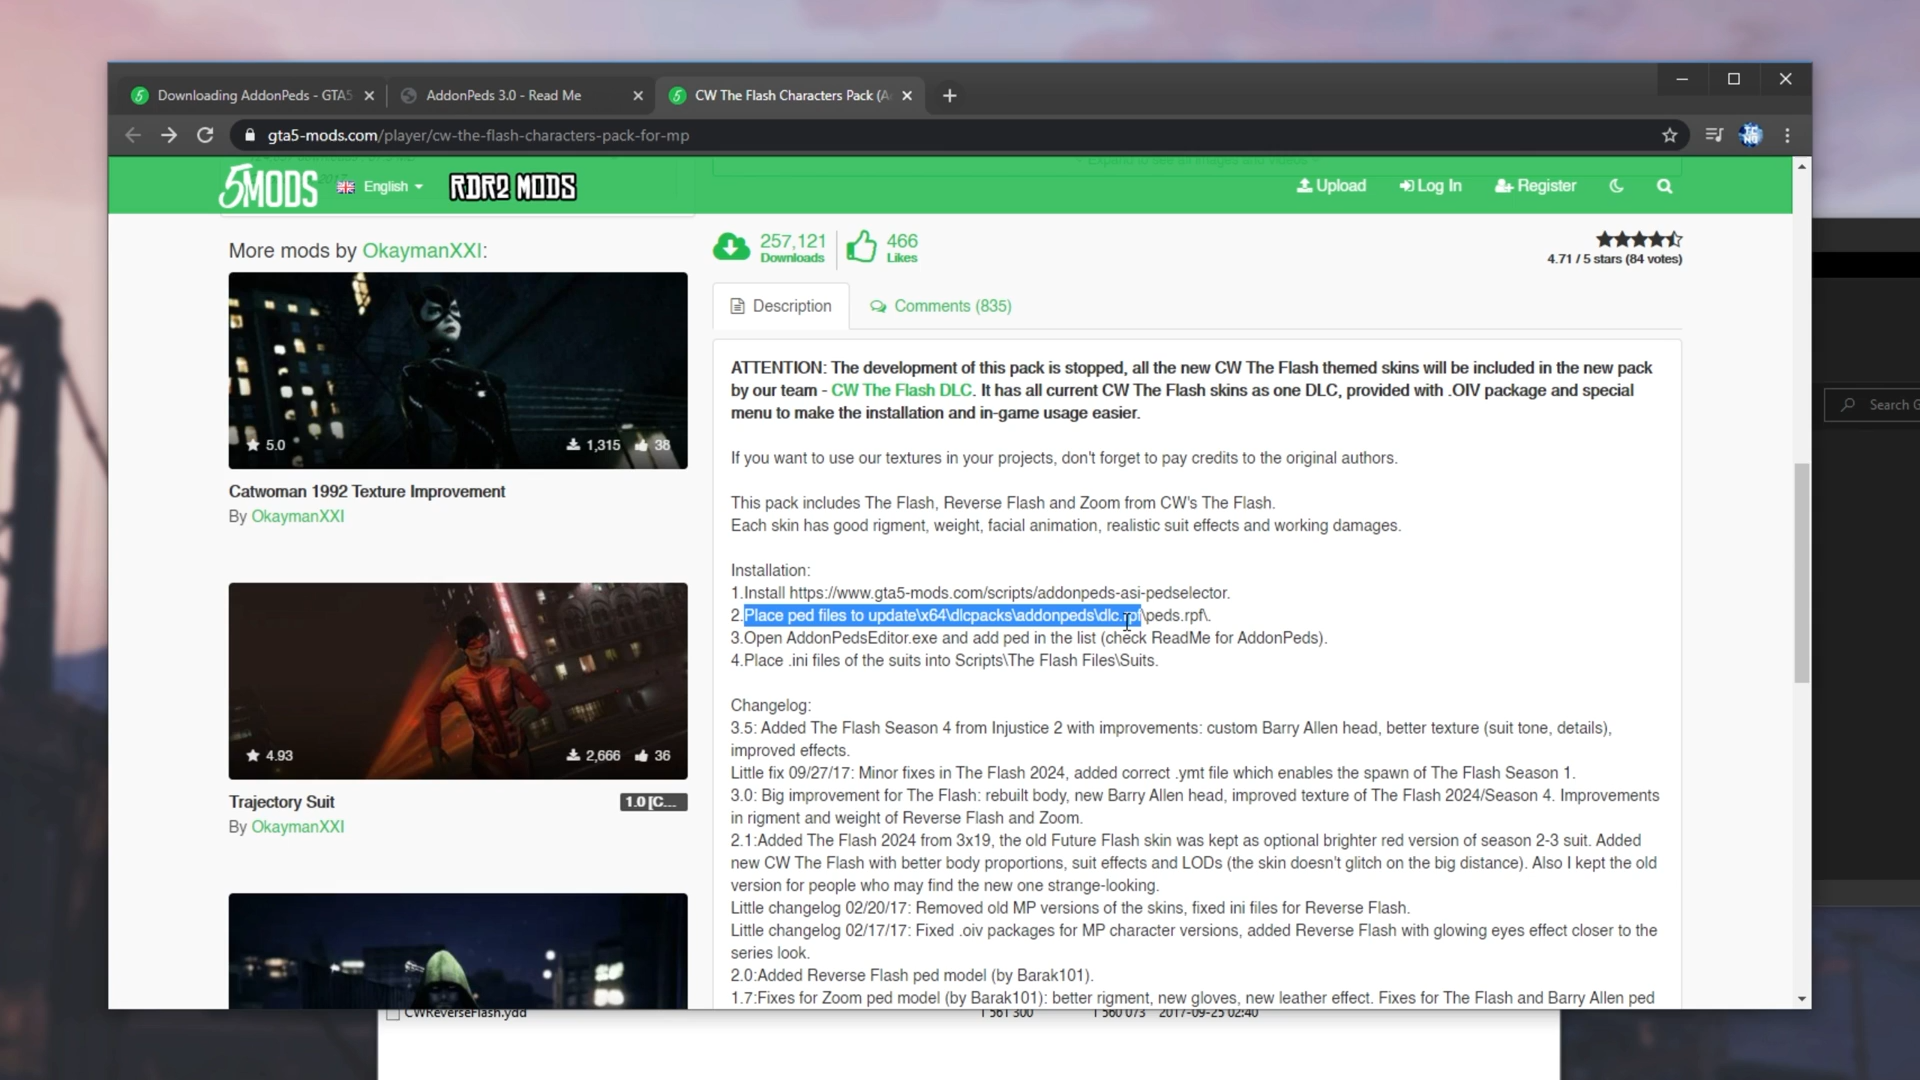 Downloading AddonPeds - GTA5
AddonPeds 3.0 - Read Me
CW The Flash Characters Pack (A
gta5-mods.com/player/cw-the-flash-characters-pack-for-mp
5MODS
English
RDR2 MODS
Upload
Log In
Register
More mods by OkaymanXXI:
257,121
Downloads
466
Likes
4.71 / 5 stars (84 votes)
Description
Comments (835)
5.0
1,315
38
Catwoman 1992 Texture Improvement
By OkaymanXXI
4.93
2,666
36
Trajectory Suit
1.0 [C...
By OkaymanXXI
ATTENTION: The development of this pack is stopped, all the new CW The Flash themed skins will be included in the new pack
by our team - CW The Flash DLC. It has all current CW The Flash skins as one DLC, provided with .OIV package and special
menu to make the installation and in-game usage easier.
If you want to use our textures in your projects, don't forget to pay credits to the original authors.
This pack includes The Flash, Reverse Flash and Zoom from CW's The Flash.
Each skin has good rigment, weight, facial animation, realistic suit effects and working damages.
Installation:
1.Install https://www.gta5-mods.com/scripts/addonpeds-asi-pedselector.
2.Place ped files to update\x64\dlcpacks\addonpeds\dlc.rpf\peds.rpf\.
3.Open AddonPedsEditor.exe and add ped in the list (check ReadMe for AddonPeds).
4.Place .ini files of the suits into Scripts\The Flash Files\Suits.
Changelog:
3.5: Added The Flash Season 4 from Injustice 2 with improvements: custom Barry Allen head, better texture (suit tone, details),
improved effects.
Little fix 09/27/17: Minor fixes in The Flash 2024, added correct .ymt file which enables the spawn of The Flash Season 1.
3.0: Big improvement for The Flash: rebuilt body, new Barry Allen head, improved texture of The Flash 2024/Season 4. Improvements
in rigment and weight of Reverse Flash and Zoom.
2.1:Added The Flash 2024 from 3x19, the old Future Flash skin was kept as optional brighter red version of season 2-3 suit. Added
new CW The Flash with better body proportions, suit effects and LODs (the skin doesn't glitch on the big distance). Also I kept the old
version for people who may find the new one strange-looking.
Little changelog 02/20/17: Removed old MP versions of the skins, fixed ini files for Reverse Flash.
Little changelog 02/17/17: Fixed .oiv packages for MP character versions, added Reverse Flash with glowing eyes effect closer to the
series look.
2.0:Added Reverse Flash ped model (by Barak101).
1.7:Fixes for Zoom ped model (by Barak101): better rigment, new gloves, new leather effect. Fixes for The Flash and Barry Allen ped
Search G
CWReverseFlash.ydd
1 561 300
1 560 073
2017-09-25 02:40